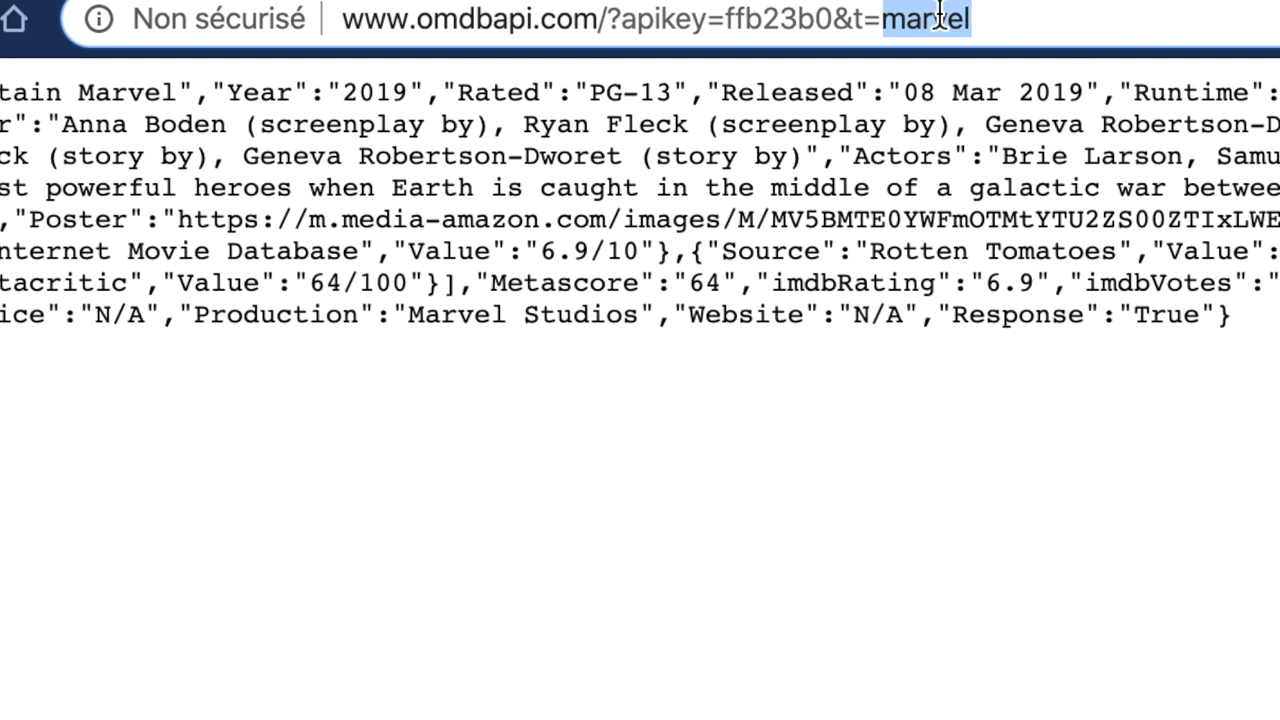 Non sécurisé www.omdbapi.com/?apikey=ffb23b0&t=marvel
tain Marvel","Year":"2019","Rated":"PG-13","Released":"08 Mar 2019","Runtime":
r":"Anna Boden (screenplay by), Ryan Fleck (screenplay by), Geneva Robertson-D
ck (story by), Geneva Robertson-Dworet (story by)","Actors":"Brie Larson, Samu
st powerful heroes when Earth is caught in the middle of a galactic war betwee
,"Poster":"https://m.media-amazon.com/images/M/MV5BMTE0YWFmOTMtYTU2ZS00ZTIxLWE
nternet Movie Database","Value":"6.9/10"},{"Source":"Rotten Tomatoes","Value":
tacritic","Value":"64/100"}],"Metascore":"64","imdbRating":"6.9","imdbVotes":"
ice":"N/A","Production":"Marvel Studios","Website":"N/A","Response":"True"}